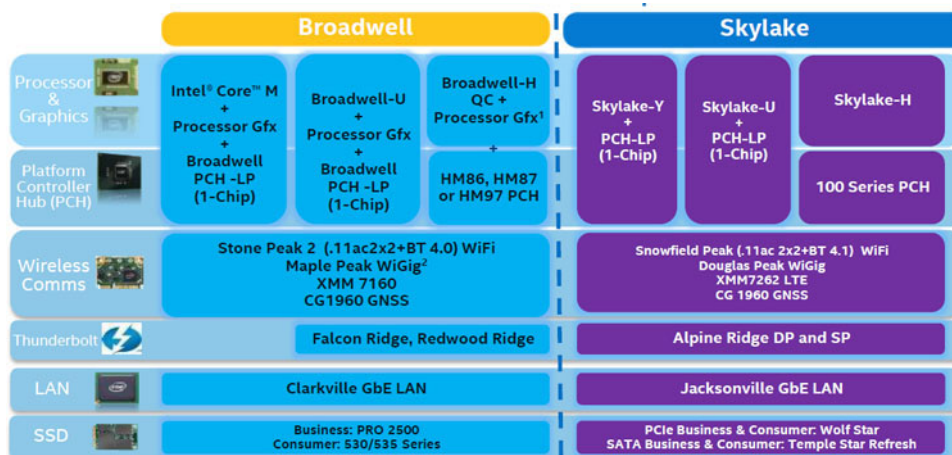 Broadwell
Skylake
Processor
&
Graphics
Intel® Core™ M
+
Processor Gfx
+
Broadwell
PCH -LP
(1-Chip)
Broadwell-U
+
Processor Gfx
+
Broadwell
PCH -LP
(1-Chip)
Broadwell-H
QC +
Processor Gfx¹
+
HM86, HM87
or HM97 PCH
Skylake-Y
+
PCH-LP
(1-Chip)
Skylake-U
+
PCH-LP
(1-Chip)
Skylake-H
100 Series PCH
Platform
Controller
Hub (PCH)
Wireless
Comms
Stone Peak 2 (.11ac2x2+BT 4.0) WiFi
Maple Peak WiGig²
XMM 7160
CG1960 GNSS
Snowfield Peak (.11ac 2x2+BT 4.1) WiFi
Douglas Peak WiGig
XMM7262 LTE
CG 1960 GNSS
Thunderbolt
Falcon Ridge, Redwood Ridge
Alpine Ridge DP and SP
LAN
Clarkville GbE LAN
Jacksonville GbE LAN
SSD
Business: PRO 2500
Consumer: 530/535 Series
PCIe Business & Consumer: Wolf Star
SATA Business & Consumer: Temple Star Refresh